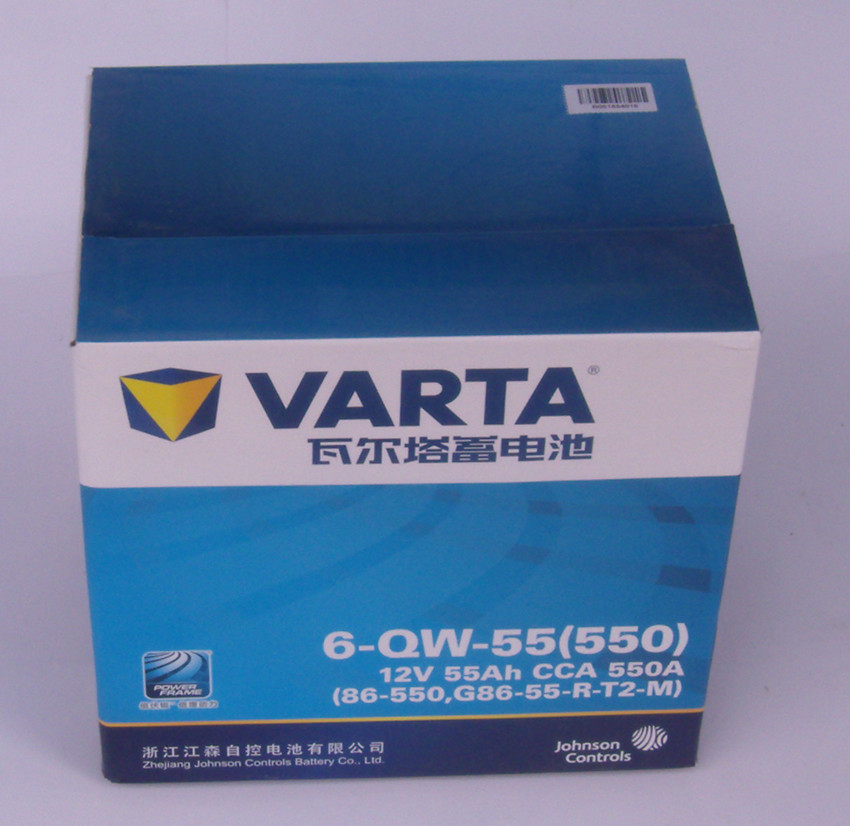 VARTA®
瓦尔塔蓄电池
6-QW-55(550)
12V 55Ah CCA 550A
(86-550,G86-55-R-T2-M)
POWER
FRAME
浙江江森自控电池有限公司
Zhejiang Johnson Controls Battery Co., Ltd.
Johnson
Controls